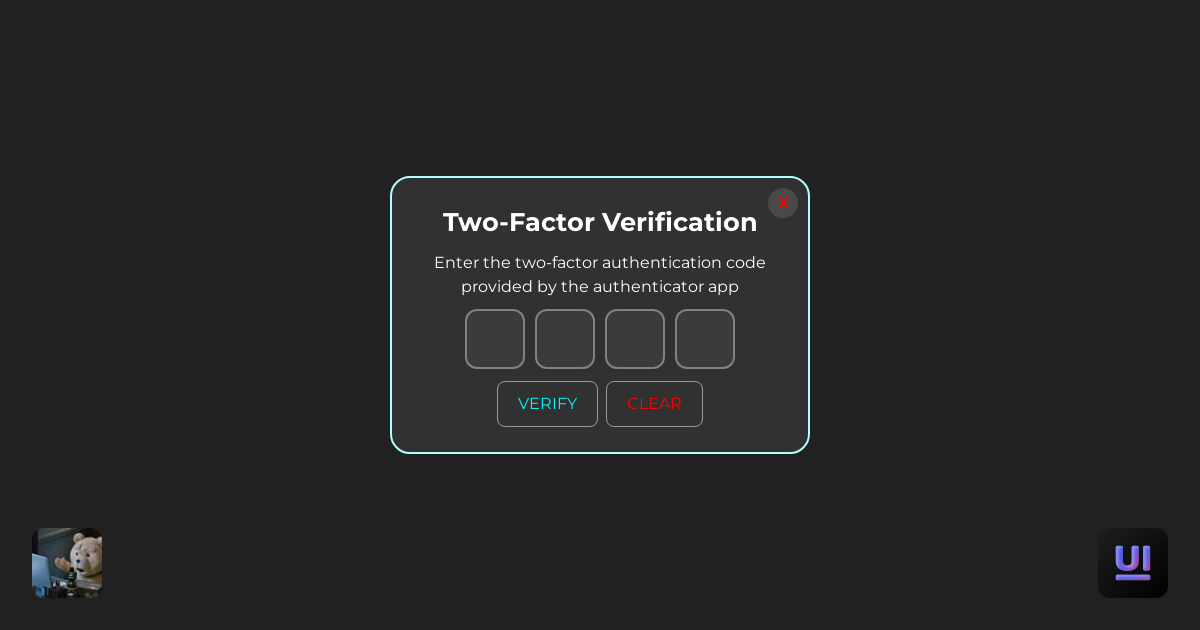 Two-Factor Verification
X
Enter the two-factor authentication code
provided by the authenticator app
VERIFY
CLEAR
UI